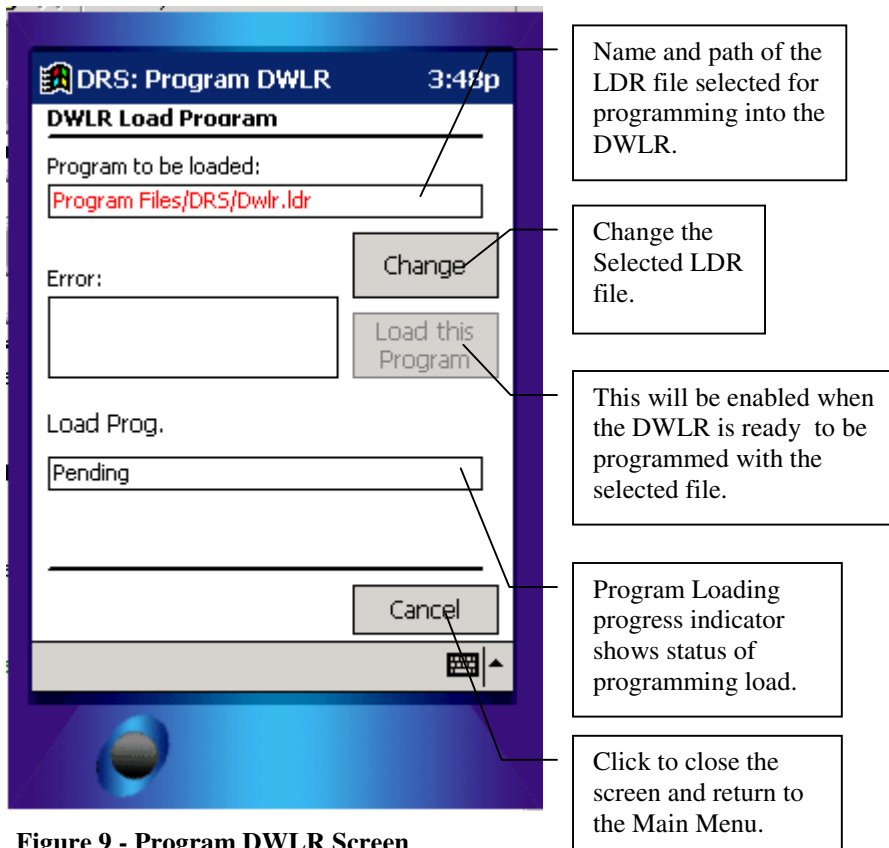 DRS: Program DWLR 3:48p
DWLR Load Program
Program to be loaded:
Program Files/DRS/Dwlr.ldr
Change
Error:
Load this
Program
Load Prog.
Pending
Cancel
Name and path of the
LDR file selected for
programming into the
DWLR.
Change the
Selected LDR
file.
This will be enabled when
the DWLR is ready to be
programmed with the
selected file.
Program Loading
progress indicator
shows status of
programming load.
Click to close the
screen and return to
the Main Menu.
Figure 9 - Program DWLR Screen